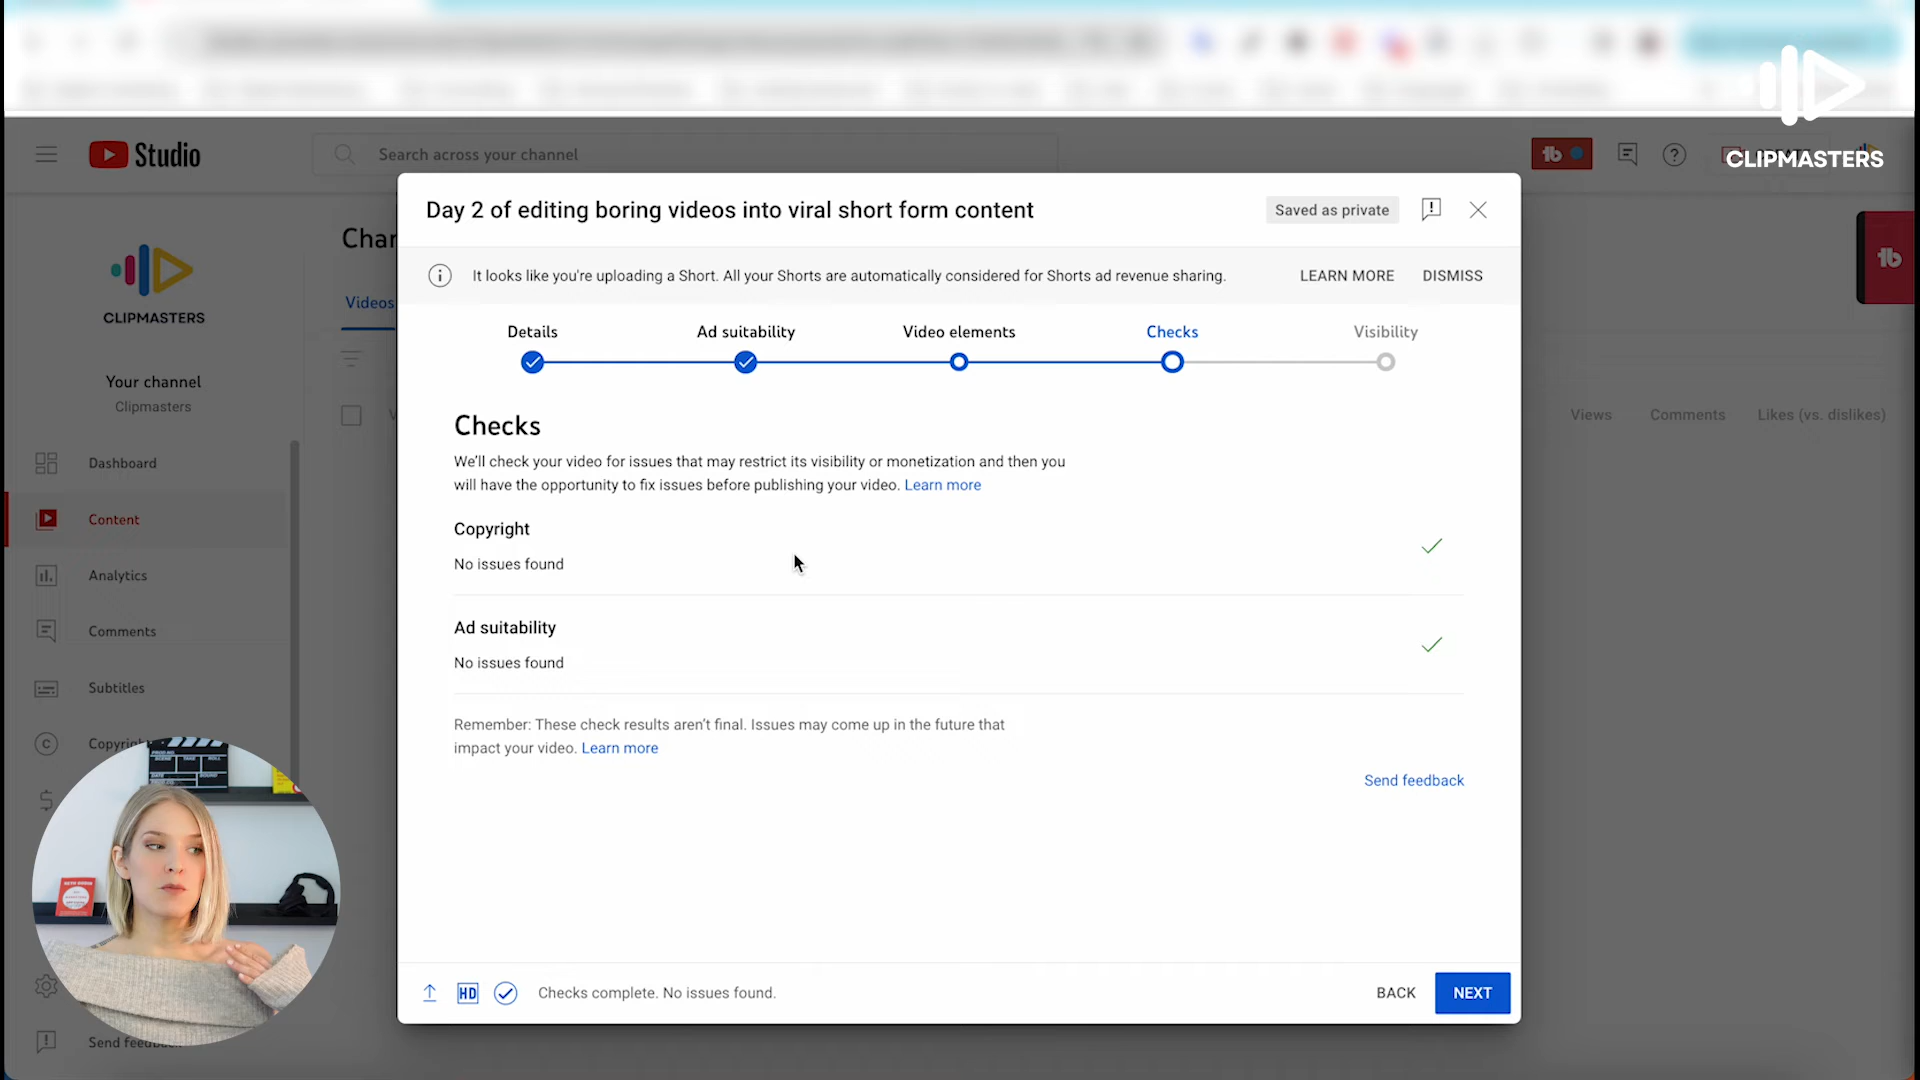 CLIPMASTERS
Studio
Search across your channel
Day 2 of editing boring videos into viral short form content
Saved as private
It looks like you're uploading a Short. All your Shorts are automatically considered for Shorts ad revenue sharing.
LEARN MORE
DISMISS
Details
Ad suitability
Video elements
Checks
Visibility
Checks
We'll check your video for issues that may restrict its visibility or monetization and then you
will have the opportunity to fix issues before publishing your video. Learn more
Copyright
No issues found
Ad suitability
No issues found
Remember: These check results aren't final. Issues may come up in the future that
impact your video. Learn more
Send feedback
HD
Checks complete. No issues found.
BACK
NEXT
CLIPMASTERS
Your channel
Clipmasters
Dashboard
Content
Analytics
Comments
Subtitles
Videos
Views
Comments
Likes (vs. dislikes)